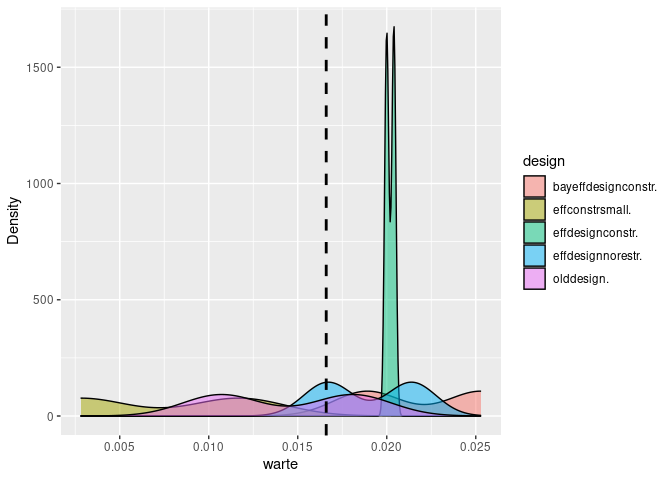 1500
1000
500
0
Density
0.005
0.010
0.015
0.020
0.025
warte
design
bayeffdesignconstr.
effconstrsmall.
effdesignconstr.
effdesignnorestr.
olddesign.